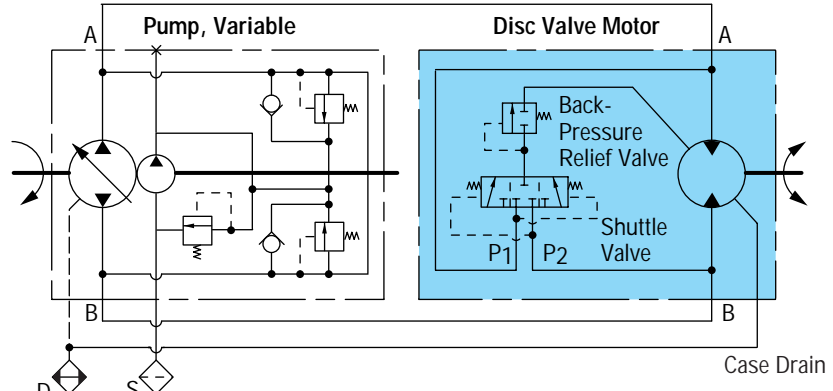 Pump, Variable
Disc Valve Motor
A
A
Back-
Pressure
Relief Valve
Shuttle
Valve
P1
P2
B
B
Case Drain
D
S